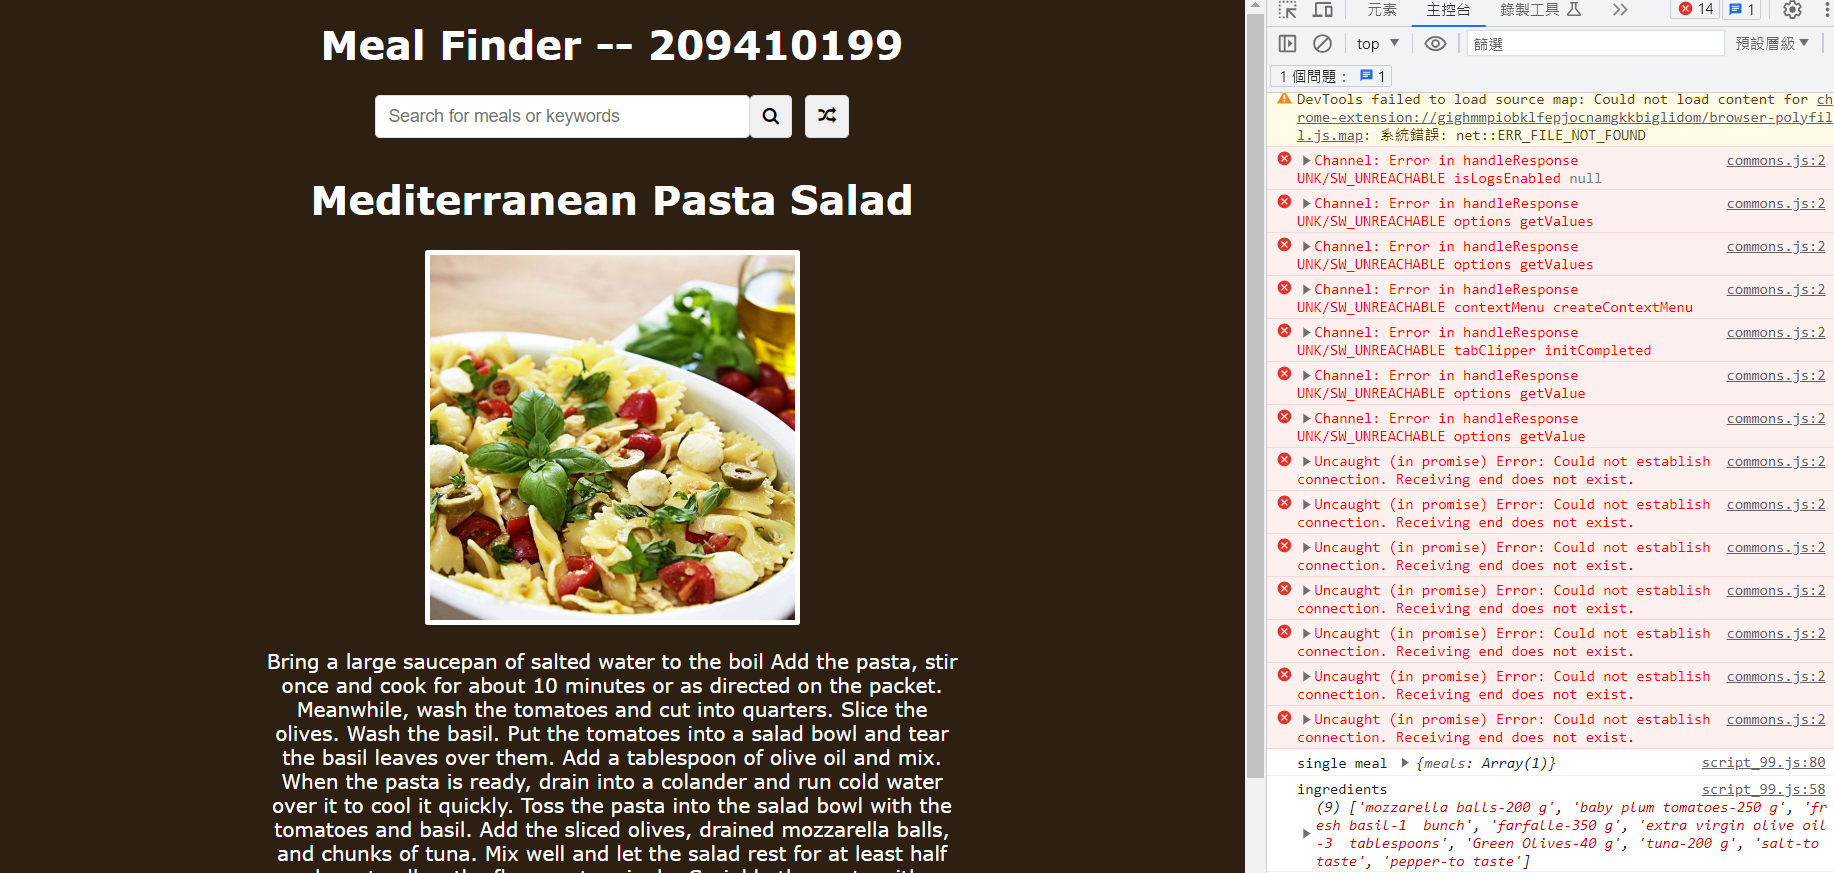 Meal Finder -- 209410199
Search for meals or keywords
Mediterranean Pasta Salad
Bring a large saucepan of salted water to the boil Add the pasta, stir
once and cook for about 10 minutes or as directed on the packet.
Meanwhile, wash the tomatoes and cut into quarters. Slice the
olives. Wash the basil. Put the tomatoes into a salad bowl and tear
the basil leaves over them. Add a tablespoon of olive oil and mix.
When the pasta is ready, drain into a colander and run cold water
over it to cool it quickly. Toss the pasta into the salad bowl with the
tomatoes and basil. Add the sliced olives, drained mozzarella balls,
and chunks of tuna. Mix well and let the salad rest for at least half
元素 主控台 錄製工具 14 1
top 篩選 預設層級
1 個問題： 1
DevTools failed to load source map: Could not load content for ch
rome-extension://gighmmpiobklfepjocnamgkkbiglidom/browser-polyfil
l.js.map: 系統錯誤: net::ERR_FILE_NOT_FOUND
Channel: Error in handleResponse commons.js:2
UNK/SW_UNREACHABLE isLogsEnabled null
Channel: Error in handleResponse commons.js:2
UNK/SW_UNREACHABLE options getValues
Channel: Error in handleResponse commons.js:2
UNK/SW_UNREACHABLE options getValues
Channel: Error in handleResponse commons.js:2
UNK/SW_UNREACHABLE contextMenu createContextMenu
Channel: Error in handleResponse commons.js:2
UNK/SW_UNREACHABLE tabClipper initCompleted
Channel: Error in handleResponse commons.js:2
UNK/SW_UNREACHABLE options getValue
Channel: Error in handleResponse commons.js:2
UNK/SW_UNREACHABLE options getValue
Uncaught (in promise) Error: Could not establish commons.js:2
connection. Receiving end does not exist.
Uncaught (in promise) Error: Could not establish commons.js:2
connection. Receiving end does not exist.
Uncaught (in promise) Error: Could not establish commons.js:2
connection. Receiving end does not exist.
Uncaught (in promise) Error: Could not establish commons.js:2
connection. Receiving end does not exist.
Uncaught (in promise) Error: Could not establish commons.js:2
connection. Receiving end does not exist.
Uncaught (in promise) Error: Could not establish commons.js:2
connection. Receiving end does not exist.
Uncaught (in promise) Error: Could not establish commons.js:2
connection. Receiving end does not exist.
single meal {meals: Array(1)} script_99.js:80
ingredients script_99.js:58
(9) ['mozzarella balls-200 g', 'baby plum tomatoes-250 g', 'fr
esh basil-1 bunch', 'farfalle-350 g', 'extra virgin olive oil
-3 tablespoons', 'Green Olives-40 g', 'tuna-200 g', 'salt-to
taste', 'pepper-to taste']